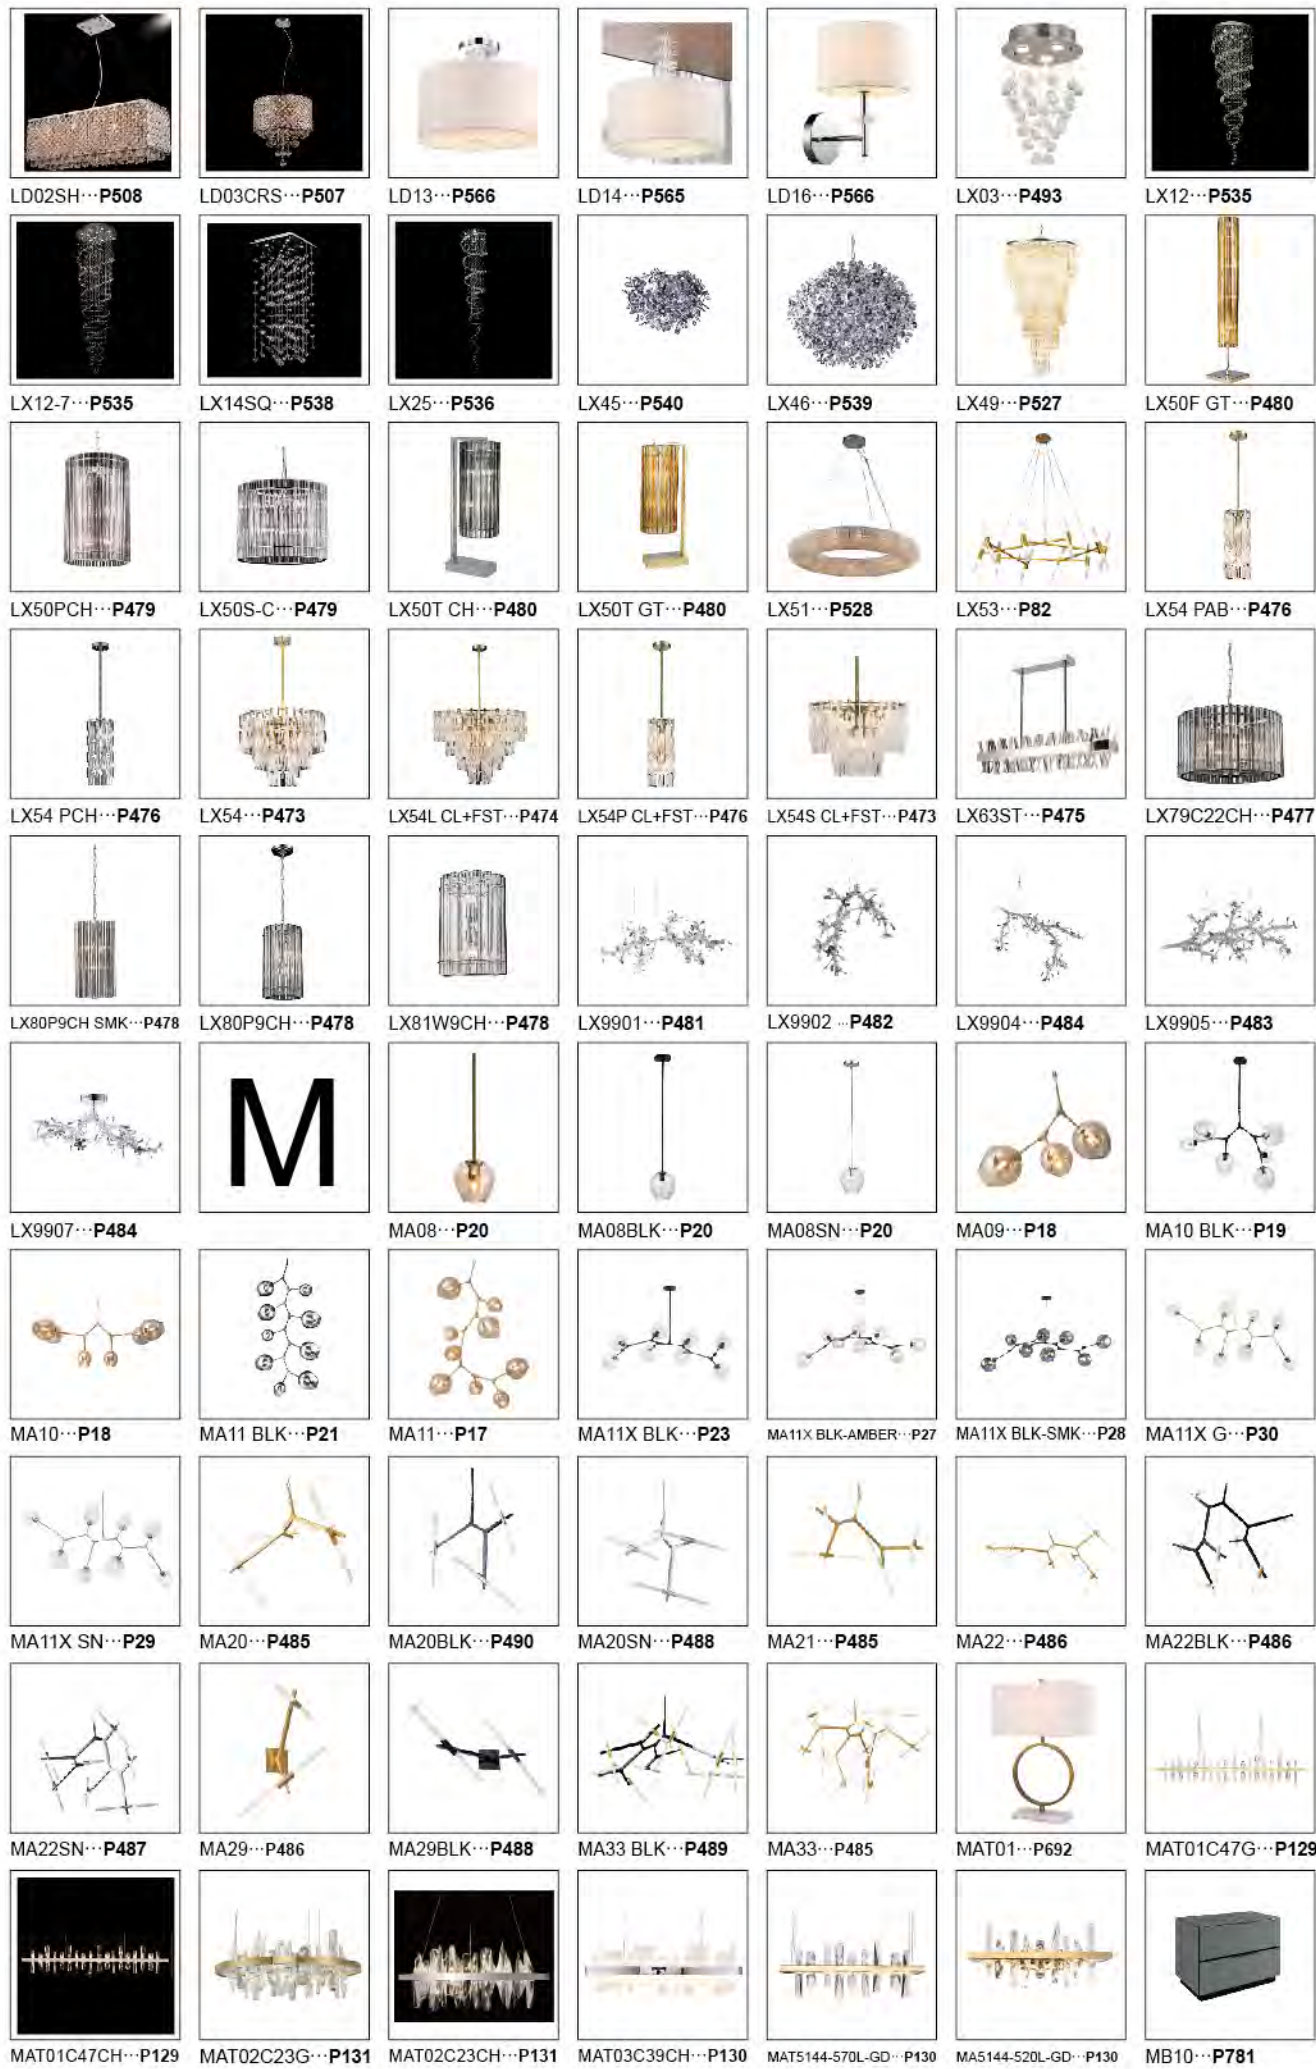 LD02SH···P508 LD03CRS···P507 LD13···P566 LD14···P565 LD16···P566 LX03···P493 LX12···P535
LX12-7···P535 LX14SQ···P538 LX25···P536 LX45···P540 LX46···P539 LX49···P527 LX50F GT···P480
LX50PCH···P479 LX50S-C···P479 LX50T CH···P480 LX50T GT···P480 LX51···P528 LX53···P82 LX54 PAB···P476
LX54 PCH···P476 LX54···P473 LX54L CL+FST···P474 LX54P CL+FST···P476 LX54S CL+FST···P473 LX63ST···P475 LX79C22CH···P477
LX80P9CH SMK···P478 LX80P9CH···P478 LX81W9CH···P478 LX9901···P481 LX9902 ···P482 LX9904···P484 LX9905···P483
M
LX9907···P484 MA08···P20 MA08BLK···P20 MA08SN···P20 MA09···P18 MA10 BLK···P19
MA10···P18 MA11 BLK···P21 MA11···P17 MA11X BLK···P23 MA11X BLK-AMBER···P27 MA11X BLK-SMK···P28 MA11X G···P30
MA11X SN···P29 MA20···P485 MA20BLK···P490 MA20SN···P488 MA21···P485 MA22···P486 MA22BLK···P486
MA22SN···P487 MA29···P486 MA29BLK···P488 MA33 BLK···P489 MA33···P485 MAT01···P692 MAT01C47G···P129
MAT01C47CH···P129 MAT02C23G···P131 MAT02C23CH···P131 MAT03C39CH···P130 MAT5144-570L-GD···P130 MA5144-520L-GD···P130 MB10···P781